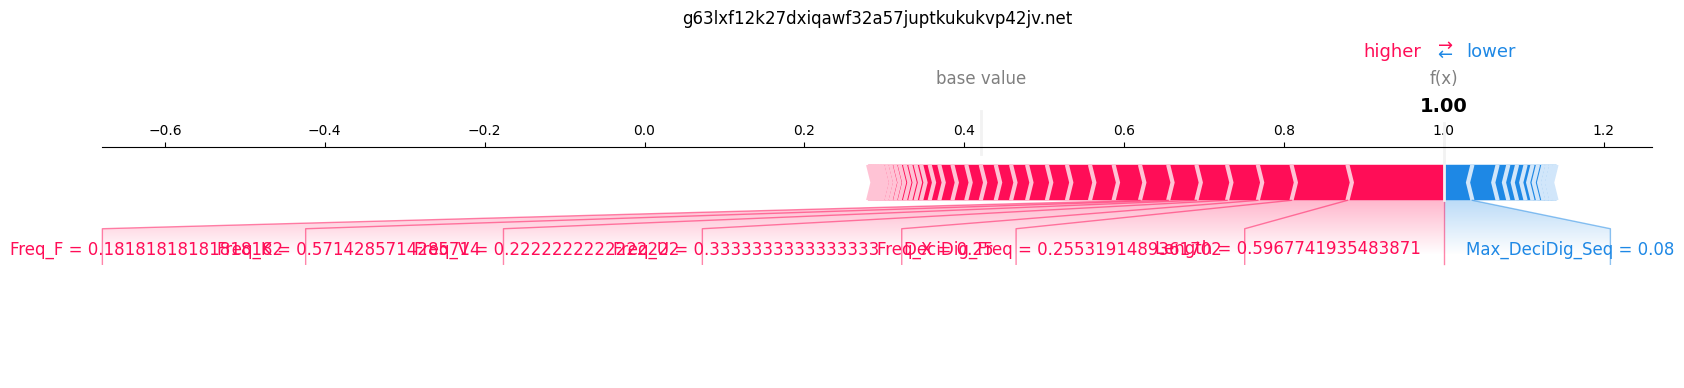 g63lxf12k27dxiqawf32a57juptkukukvp42jv.net
higher ⇄ lower
base value
f(x)
1.00
−0.6 −0.4 −0.2 0.0 0.2 0.4 0.6 0.8 1.0 1.2
Freq_F = 0.18181818181818182 Freq_K = 0.5714285714285714 Freq_V = 0.2222222222222222 Freq_U = 0.3333333333333333 Freq_X = 0.25 DeciDig_Freq = 0.2553191489361702 Length = 0.5967741935483871 Max_DeciDig_Seq = 0.08